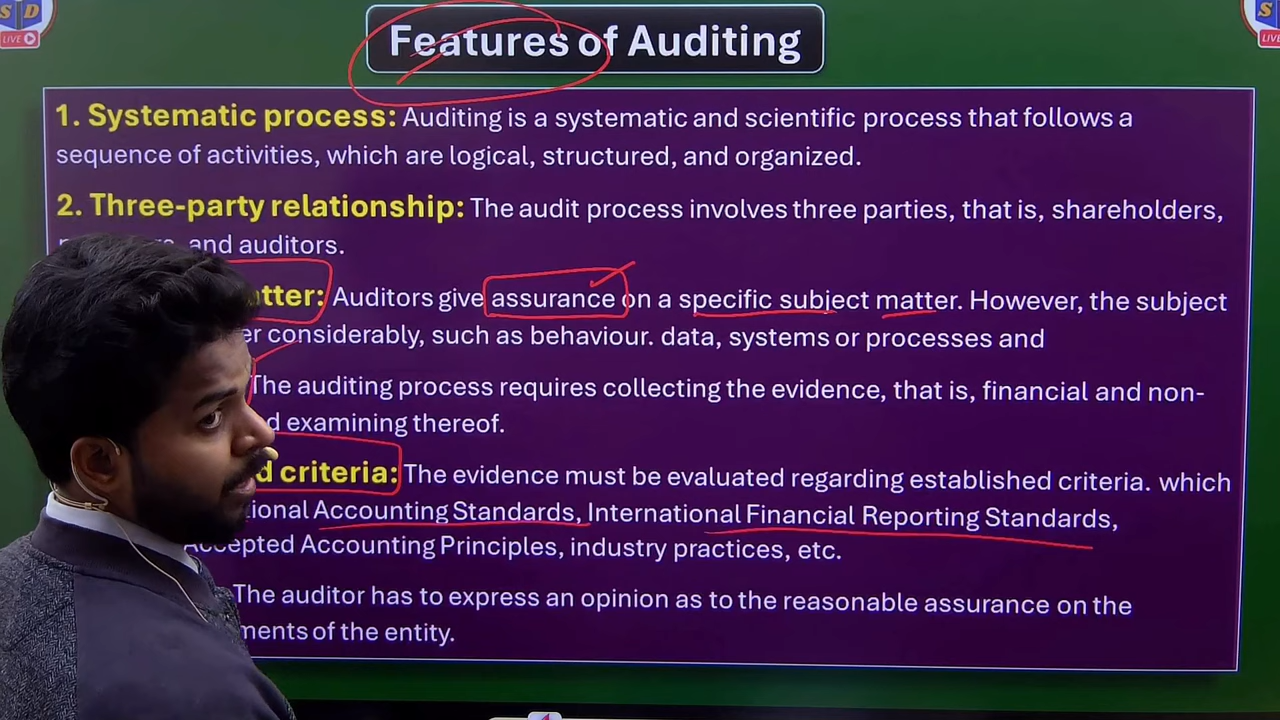 S D
LIVE
Features of Auditing
S
LIVE
1. Systematic process: Auditing is a systematic and scientific process that follows a
sequence of activities, which are logical, structured, and organized.
2. Three-party relationship: The audit process involves three parties, that is, shareholders,
and auditors.
Auditors give assurance on a specific subject matter. However, the subject
considerably, such as behaviour. data, systems or processes and
The auditing process requires collecting the evidence, that is, financial and non-
examining thereof.
criteria: The evidence must be evaluated regarding established criteria. which
Accounting Standards, International Financial Reporting Standards,
Accepted Accounting Principles, industry practices, etc.
The auditor has to express an opinion as to the reasonable assurance on the
of the entity.